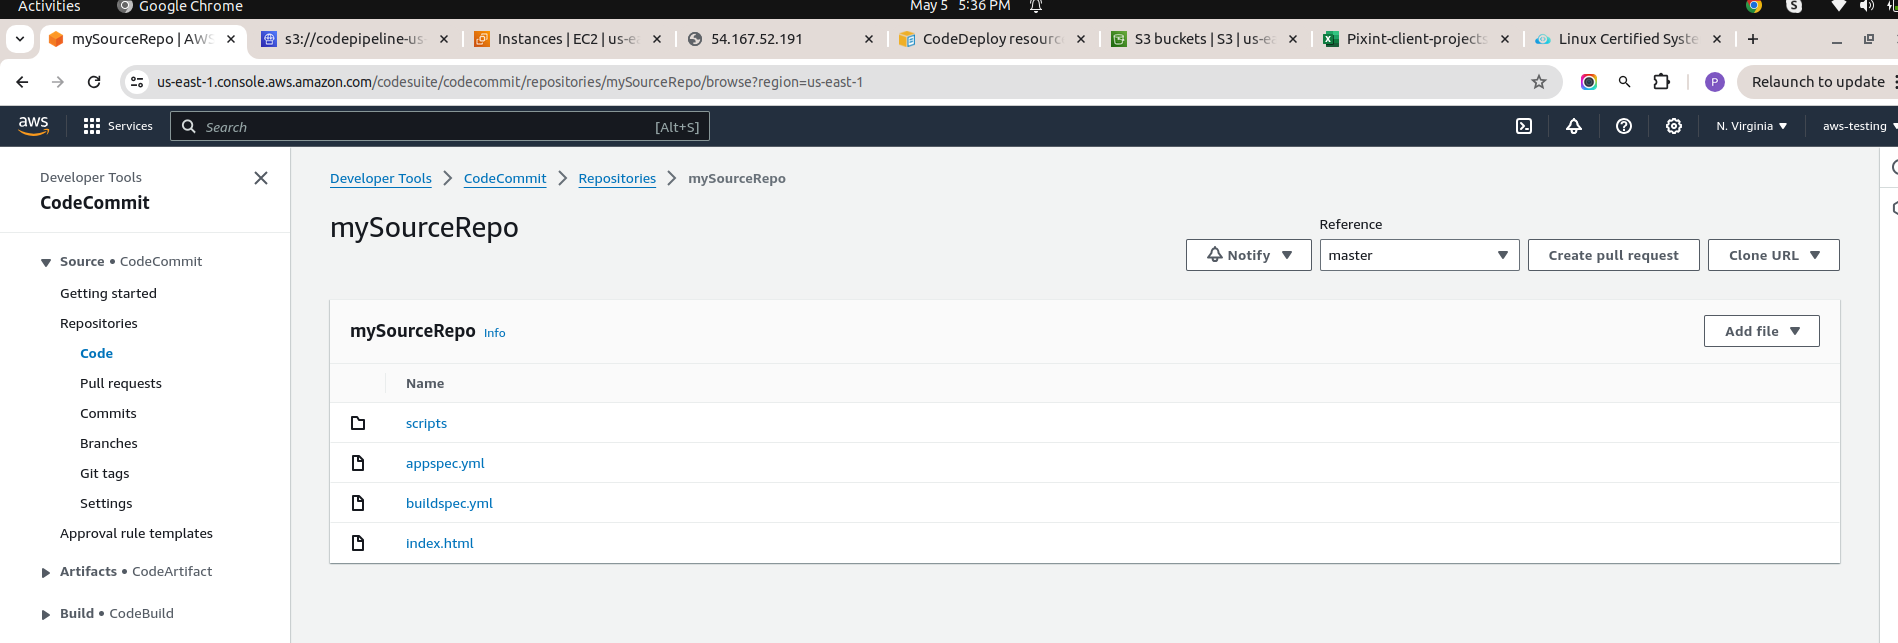 Activities Google Chrome May 5 5:36 PM
mySourceRepo | AWS s3://codepipeline-us- Instances | EC2 | us-ea 54.167.52.191 CodeDeploy resourc S3 buckets | S3 | us-ea Pixint-client-projects Linux Certified Syste
us-east-1.console.aws.amazon.com/codesuite/codecommit/repositories/mySourceRepo/browse?region=us-east-1 P Relaunch to update
aws Services Search [Alt+S] N. Virginia aws-testing
Developer Tools
CodeCommit
Source • CodeCommit
Getting started
Repositories
Code
Pull requests
Commits
Branches
Git tags
Settings
Approval rule templates
Artifacts • CodeArtifact
Build • CodeBuild
Developer Tools CodeCommit Repositories mySourceRepo
mySourceRepo
Reference
Notify master Create pull request Clone URL
mySourceRepo Info Add file
Name
scripts
appspec.yml
buildspec.yml
index.html